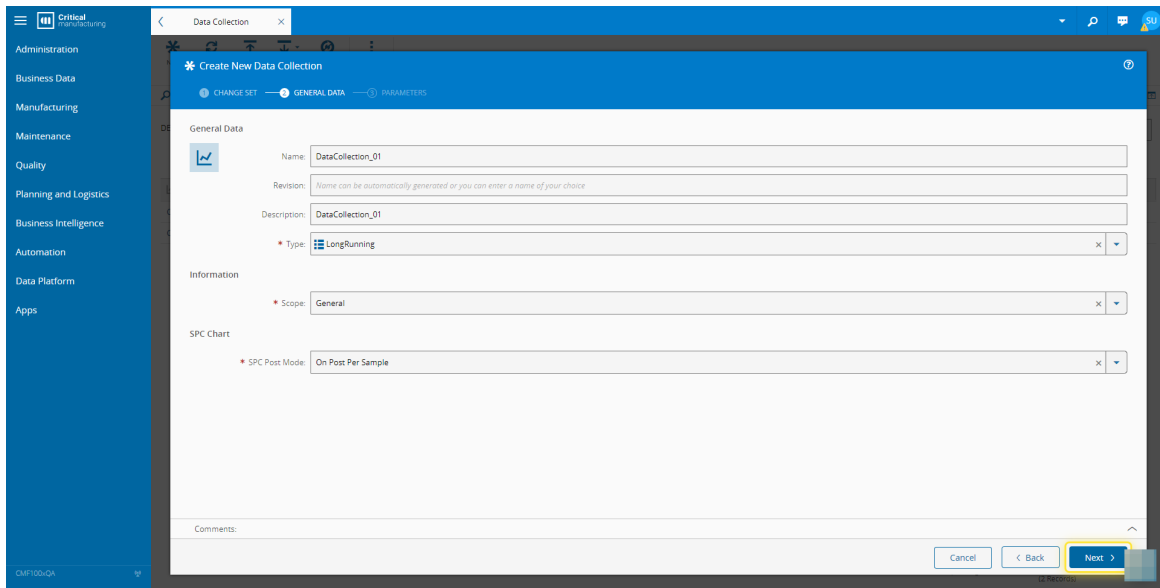 Critical
manufacturing
Data Collection
SU
Administration
Business Data
Manufacturing
Maintenance
Quality
Planning and Logistics
Business Intelligence
Automation
Data Platform
Apps
CMF100xQA
Create New Data Collection
1 CHANGE SET 2 GENERAL DATA 3 PARAMETERS
General Data
Name: DataCollection_01
Revision: Name can be automatically generated or you can enter a name of your choice
Description: DataCollection_01
* Type: LongRunning
Information
* Scope: General
SPC Chart
* SPC Post Mode: On Post Per Sample
Comments:
Cancel < Back Next >
(2 Records)